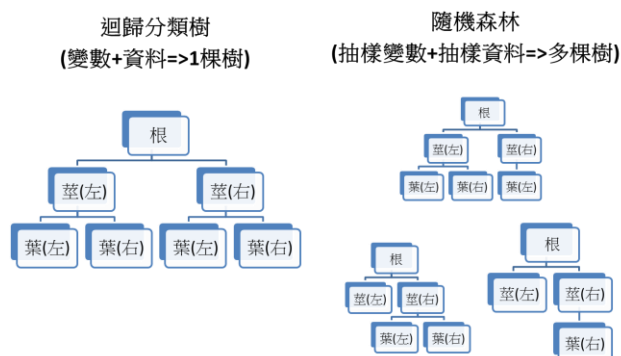 迴歸分類樹
(變數+資料=>1棵樹)
根
莖(左) 莖(右)
葉(左) 葉(右) 葉(左) 葉(右)
隨機森林
(抽樣變數+抽樣資料=>多棵樹)
根
莖(左) 莖(右)
葉(左) 葉(右) 葉(左)
根
莖(左) 莖(右)
葉(左) 葉(右)
根
莖(左) 莖(右)
葉(右)